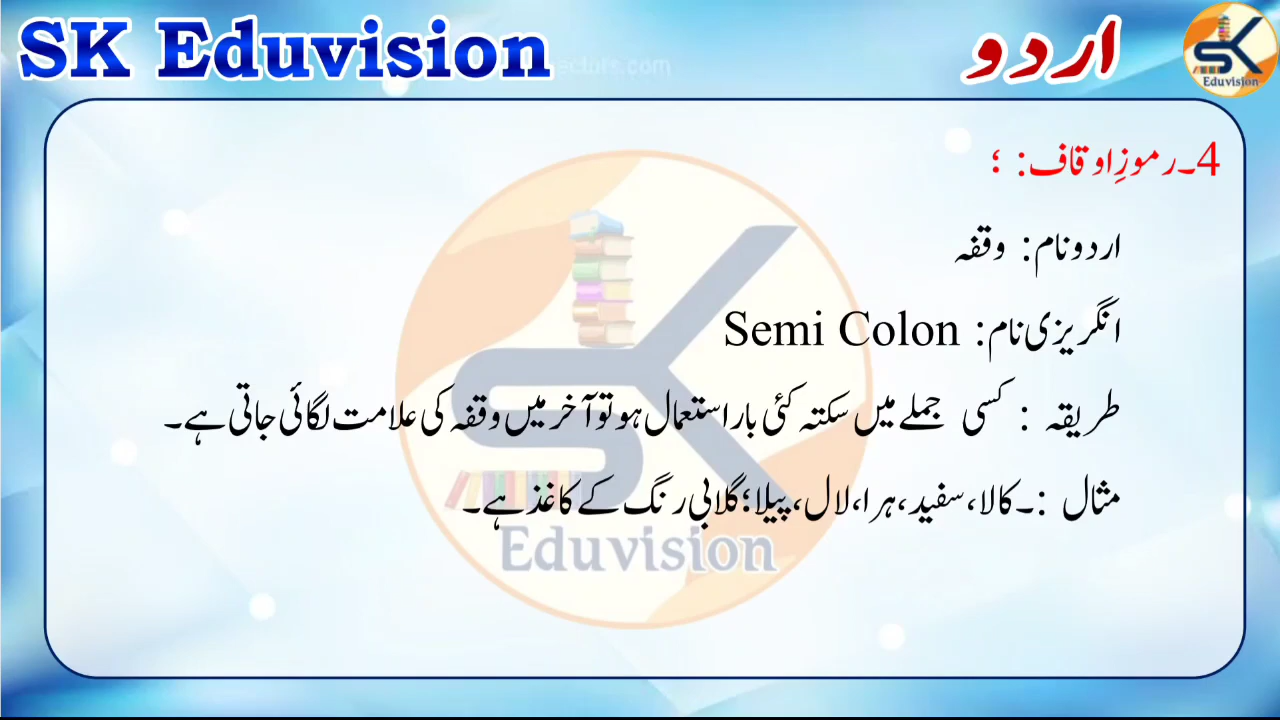 SK Eduvision
اردو
SK
Eduvision
4۔رموزِاوقاف: ؛
اردو نام: وقفہ
انگریزی نام: Semi Colon
طریقہ : کسی جملے میں سکتہ کئی بار استعمال ہو تو آخر میں وقفہ کی علامت لگائی جاتی ہے۔
مثال :۔کالا، سفید، ہرا، لال، پیلا؛ گلابی رنگ کے کاغذ ہے۔
SK
Eduvision